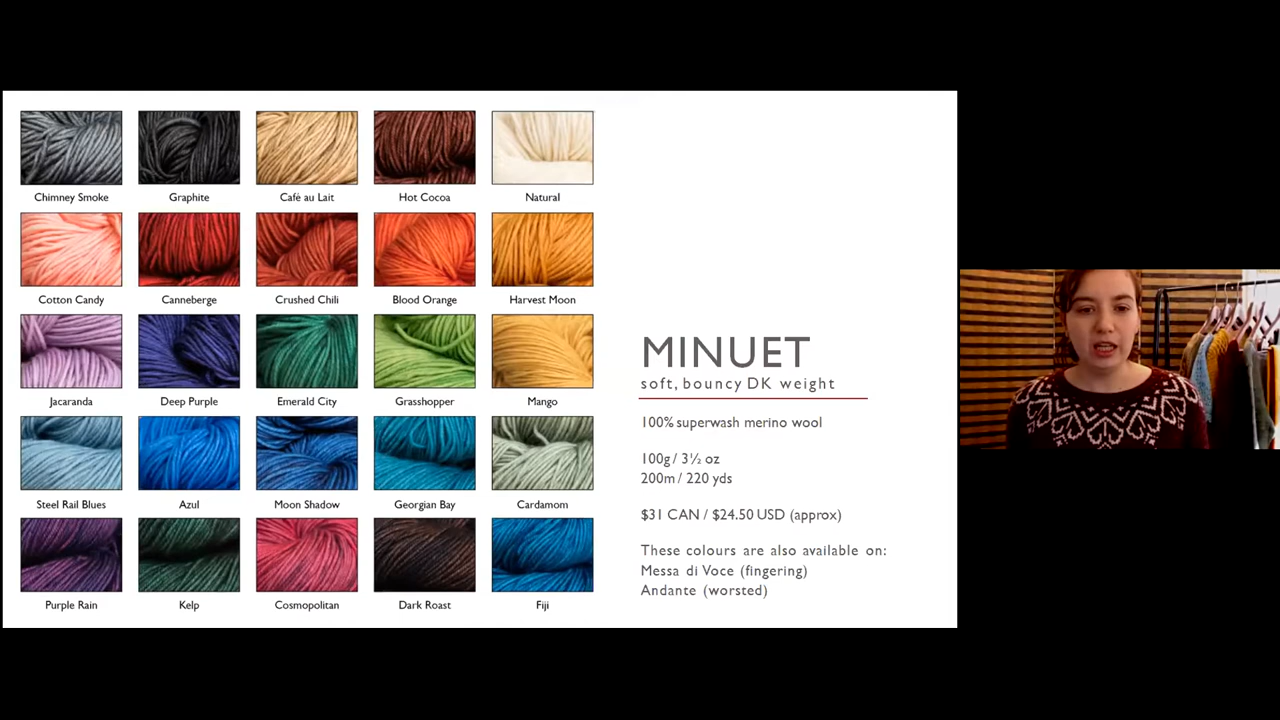 Chimney Smoke
Graphite
Café au Lait
Hot Cocoa
Natural
Cotton Candy
Canneberge
Crushed Chili
Blood Orange
Harvest Moon
Jacaranda
Deep Purple
Emerald City
Grasshopper
Mango
Steel Rail Blues
Azul
Moon Shadow
Georgian Bay
Cardamom
Purple Rain
Kelp
Cosmopolitan
Dark Roast
Fiji
MINUET
soft, bouncy DK weight
100% superwash merino wool
100g / 3½ oz
200m / 220 yds
$31 CAN / $24.50 USD (approx)
These colours are also available on:
Messa di Voce (fingering)
Andante (worsted)